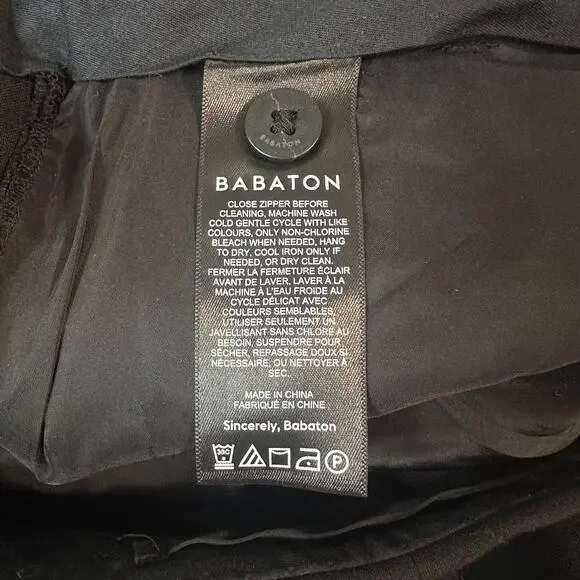 BABATON
BABATON
CLOSE ZIPPER BEFORE
CLEANING, MACHINE WASH
COLD GENTLE CYCLE WITH LIKE
COLOURS, ONLY NON-CHLORINE
BLEACH WHEN NEEDED, HANG
TO DRY, COOL IRON ONLY IF
NEEDED, OR DRY CLEAN.
FERMER LA FERMETURE ÉCLAIR
AVANT DE LAVER, LAVER À LA
MACHINE À L'EAU FROIDE AU
CYCLE DÉLICAT AVEC
COULEURS SEMBLABLES,
UTILISER SEULEMENT UN
JAVELLISANT SANS CHLORE AU
BESOIN, SUSPENDRE POUR
SÉCHER, REPASSAGE DOUX SI
NÉCESSAIRE, OU NETTOYER À
SEC.
MADE IN CHINA
FABRIQUÉ EN CHINE
Sincerely, Babaton
30C P